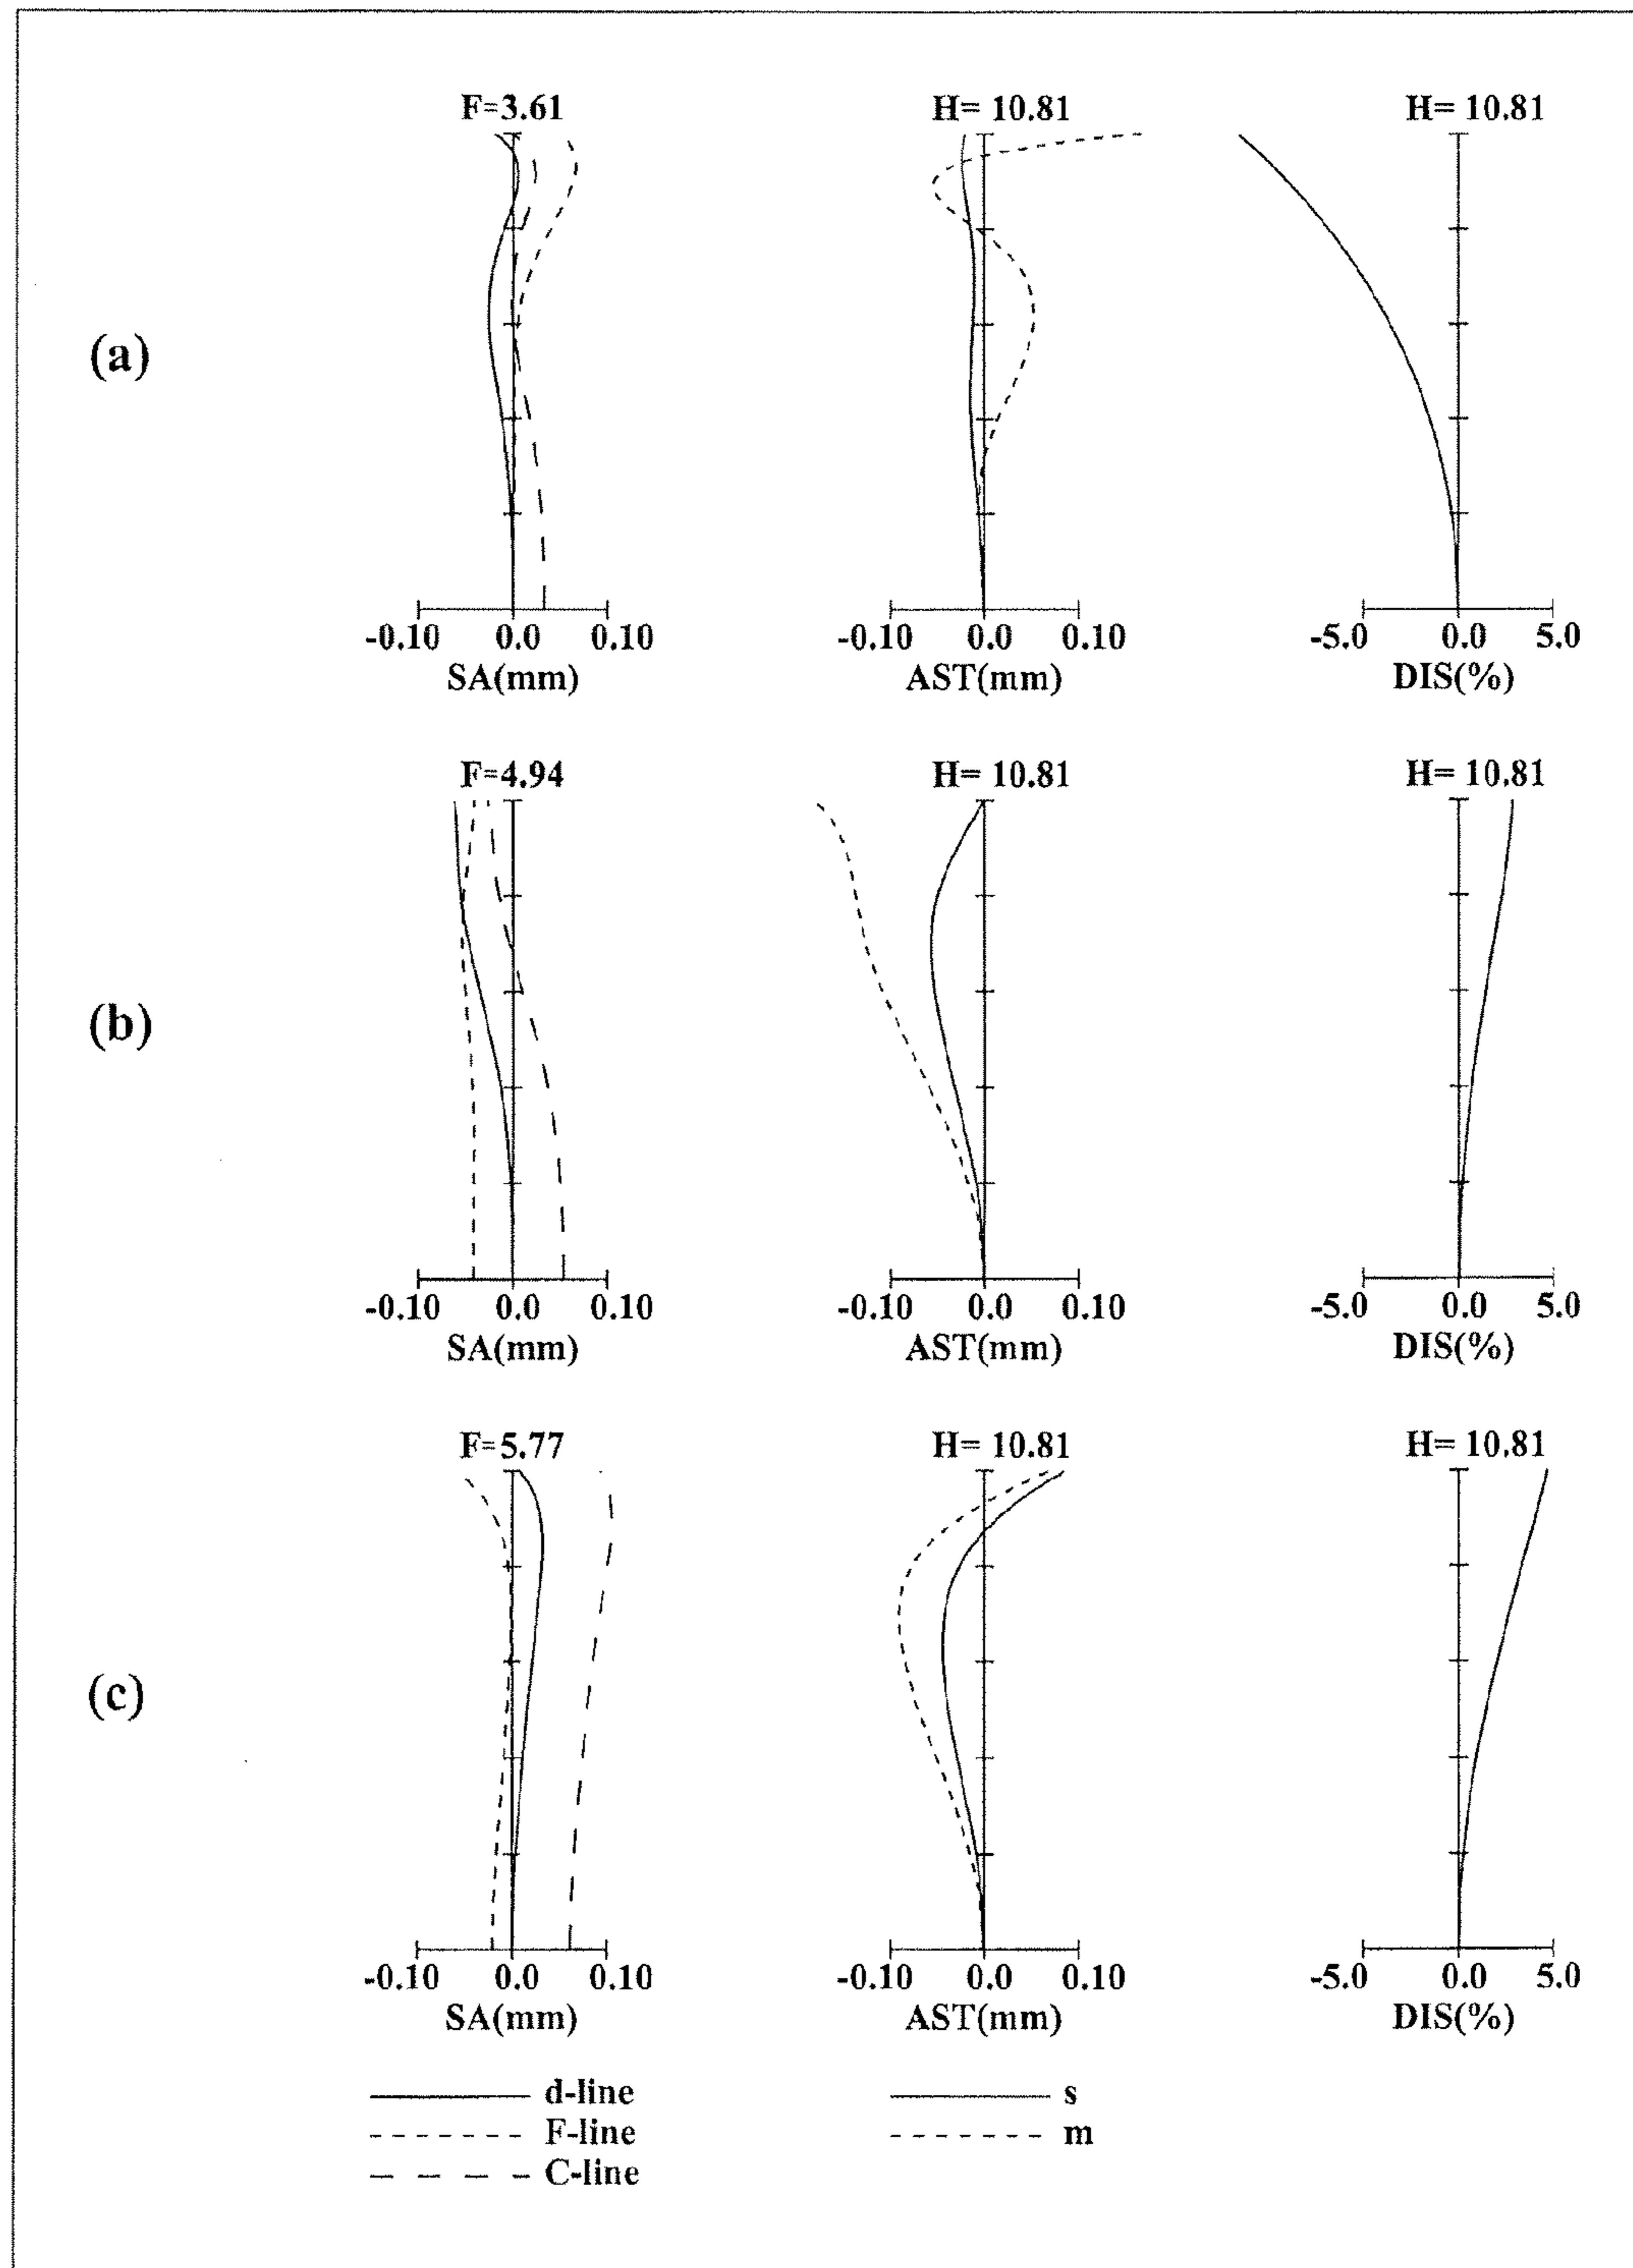 F=3.61 H= 10.81 H= 10.81
(a)
-0.10 0.0 0.10 -0.10 0.0 0.10 -5.0 0.0 5.0
SA(mm) AST(mm) DIS(%)
F=4.94 H= 10.81 H= 10.81
(b)
-0.10 0.0 0.10 -0.10 0.0 0.10 -5.0 0.0 5.0
SA(mm) AST(mm) DIS(%)
F=5.77 H= 10.81 H= 10.81
(c)
-0.10 0.0 0.10 -0.10 0.0 0.10 -5.0 0.0 5.0
SA(mm) AST(mm) DIS(%)
d-line s
F-line m
C-line